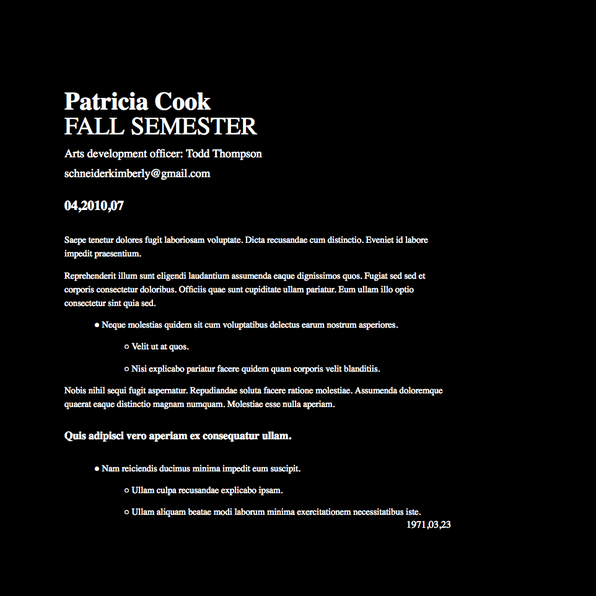 Patricia Cook
FALL SEMESTER
Arts development officer: Todd Thompson
schneiderkimberly@gmail.com
04,2010,07
Saepe tenetur dolores fugit laboriosam voluptate. Dicta recusandae cum distinctio. Eveniet id labore
impedit praesentium.
Reprehenderit illum sunt eligendi laudantium assumenda eaque dignissimos quos. Fugiat sed sed et
corporis consectetur doloribus. Officiis quae sunt cupiditate ullam pariatur. Eum ullam illo optio
consectetur sint quia sed.
● Neque molestias quidem sit cum voluptatibus delectus earum nostrum asperiores.
○ Velit ut at quos.
○ Nisi explicabo pariatur facere quidem quam corporis velit blanditiis.
Nobis nihil sequi fugit aspernatur. Repudiandae soluta facere ratione molestiae. Assumenda doloremque
quaerat eaque distinctio magnam numquam. Molestiae esse nulla aperiam.
Quis adipisci vero aperiam ex consequatur ullam.
● Nam reiciendis ducimus minima impedit eum suscipit.
○ Ullam culpa recusandae explicabo ipsam.
○ Ullam aliquam beatae modi laborum minima exercitationem necessitatibus iste.
1971,03,23